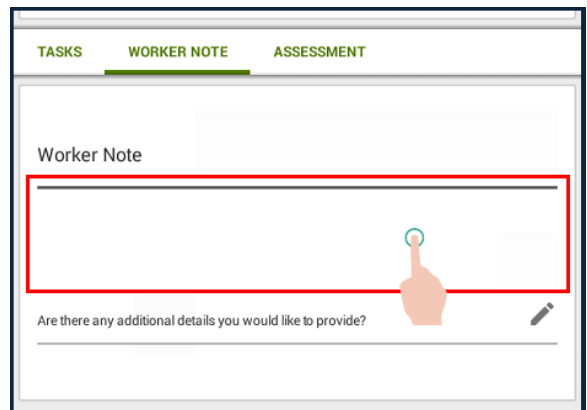 TASKS WORKER NOTE ASSESSMENT
Worker Note
Are there any additional details you would like to provide?